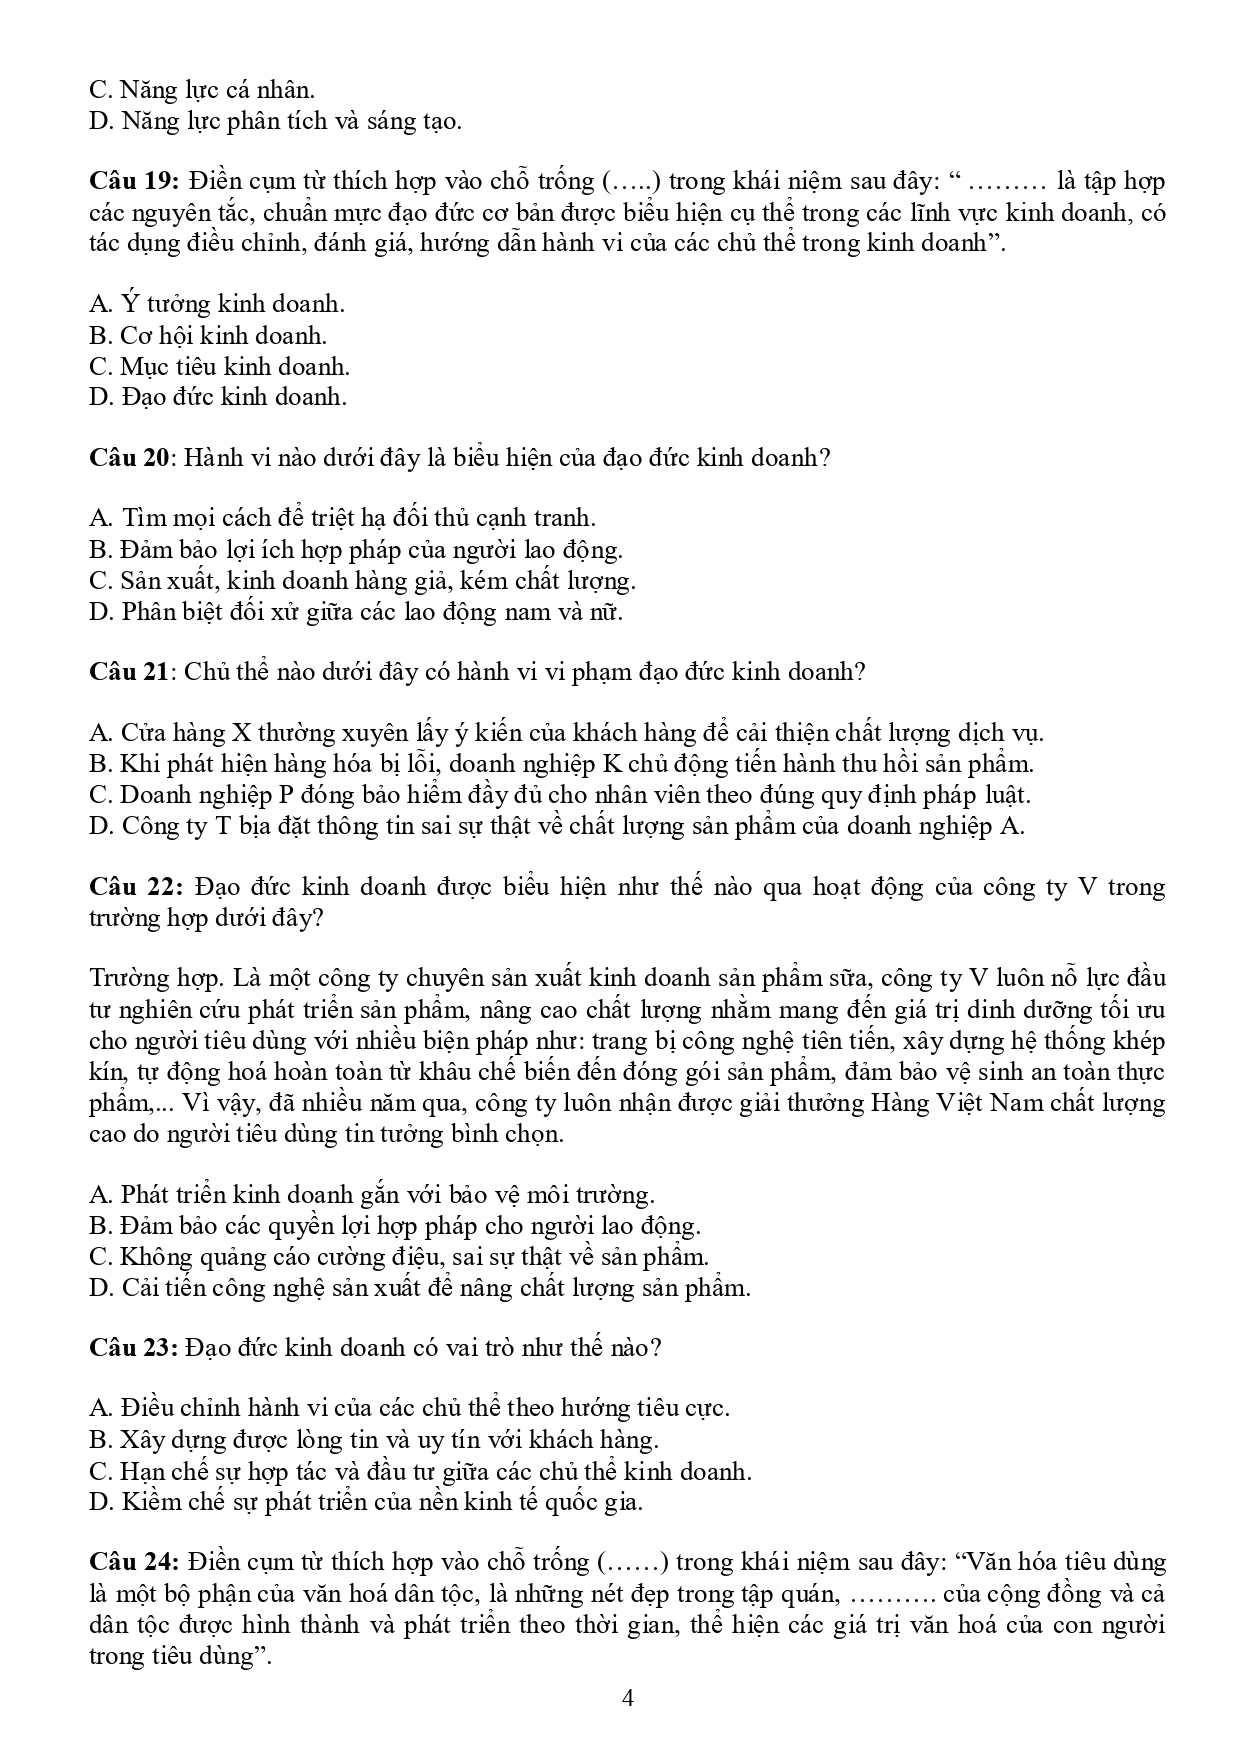 C. Năng lực cá nhân.
D. Năng lực phân tích và sáng tạo.
Câu 19: Điền cụm từ thích hợp vào chỗ trống (…..) trong khái niệm sau đây: “ ……… là tập hợp
các nguyên tắc, chuẩn mực đạo đức cơ bản được biểu hiện cụ thể trong các lĩnh vực kinh doanh, có
tác dụng điều chỉnh, đánh giá, hướng dẫn hành vi của các chủ thể trong kinh doanh”.
A. Ý tưởng kinh doanh.
B. Cơ hội kinh doanh.
C. Mục tiêu kinh doanh.
D. Đạo đức kinh doanh.
Câu 20: Hành vi nào dưới đây là biểu hiện của đạo đức kinh doanh?
A. Tìm mọi cách để triệt hạ đối thủ cạnh tranh.
B. Đảm bảo lợi ích hợp pháp của người lao động.
C. Sản xuất, kinh doanh hàng giả, kém chất lượng.
D. Phân biệt đối xử giữa các lao động nam và nữ.
Câu 21: Chủ thể nào dưới đây có hành vi vi phạm đạo đức kinh doanh?
A. Cửa hàng X thường xuyên lấy ý kiến của khách hàng để cải thiện chất lượng dịch vụ.
B. Khi phát hiện hàng hóa bị lỗi, doanh nghiệp K chủ động tiến hành thu hồi sản phẩm.
C. Doanh nghiệp P đóng bảo hiểm đầy đủ cho nhân viên theo đúng quy định pháp luật.
D. Công ty T bịa đặt thông tin sai sự thật về chất lượng sản phẩm của doanh nghiệp A.
Câu 22: Đạo đức kinh doanh được biểu hiện như thế nào qua hoạt động của công ty V trong
trường hợp dưới đây?
Trường hợp. Là một công ty chuyên sản xuất kinh doanh sản phẩm sữa, công ty V luôn nỗ lực đầu
tư nghiên cứu phát triển sản phẩm, nâng cao chất lượng nhằm mang đến giá trị dinh dưỡng tối ưu
cho người tiêu dùng với nhiều biện pháp như: trang bị công nghệ tiên tiến, xây dựng hệ thống khép
kín, tự động hoá hoàn toàn từ khâu chế biến đến đóng gói sản phẩm, đảm bảo vệ sinh an toàn thực
phẩm,... Vì vậy, đã nhiều năm qua, công ty luôn nhận được giải thưởng Hàng Việt Nam chất lượng
cao do người tiêu dùng tin tưởng bình chọn.
A. Phát triển kinh doanh gắn với bảo vệ môi trường.
B. Đảm bảo các quyền lợi hợp pháp cho người lao động.
C. Không quảng cáo cường điệu, sai sự thật về sản phẩm.
D. Cải tiến công nghệ sản xuất để nâng chất lượng sản phẩm.
Câu 23: Đạo đức kinh doanh có vai trò như thế nào?
A. Điều chỉnh hành vi của các chủ thể theo hướng tiêu cực.
B. Xây dựng được lòng tin và uy tín với khách hàng.
C. Hạn chế sự hợp tác và đầu tư giữa các chủ thể kinh doanh.
D. Kiềm chế sự phát triển của nền kinh tế quốc gia.
Câu 24: Điền cụm từ thích hợp vào chỗ trống (……) trong khái niệm sau đây: “Văn hóa tiêu dùng
là một bộ phận của văn hoá dân tộc, là những nét đẹp trong tập quán, ………. của cộng đồng và cả
dân tộc được hình thành và phát triển theo thời gian, thể hiện các giá trị văn hoá của con người
trong tiêu dùng”.
4